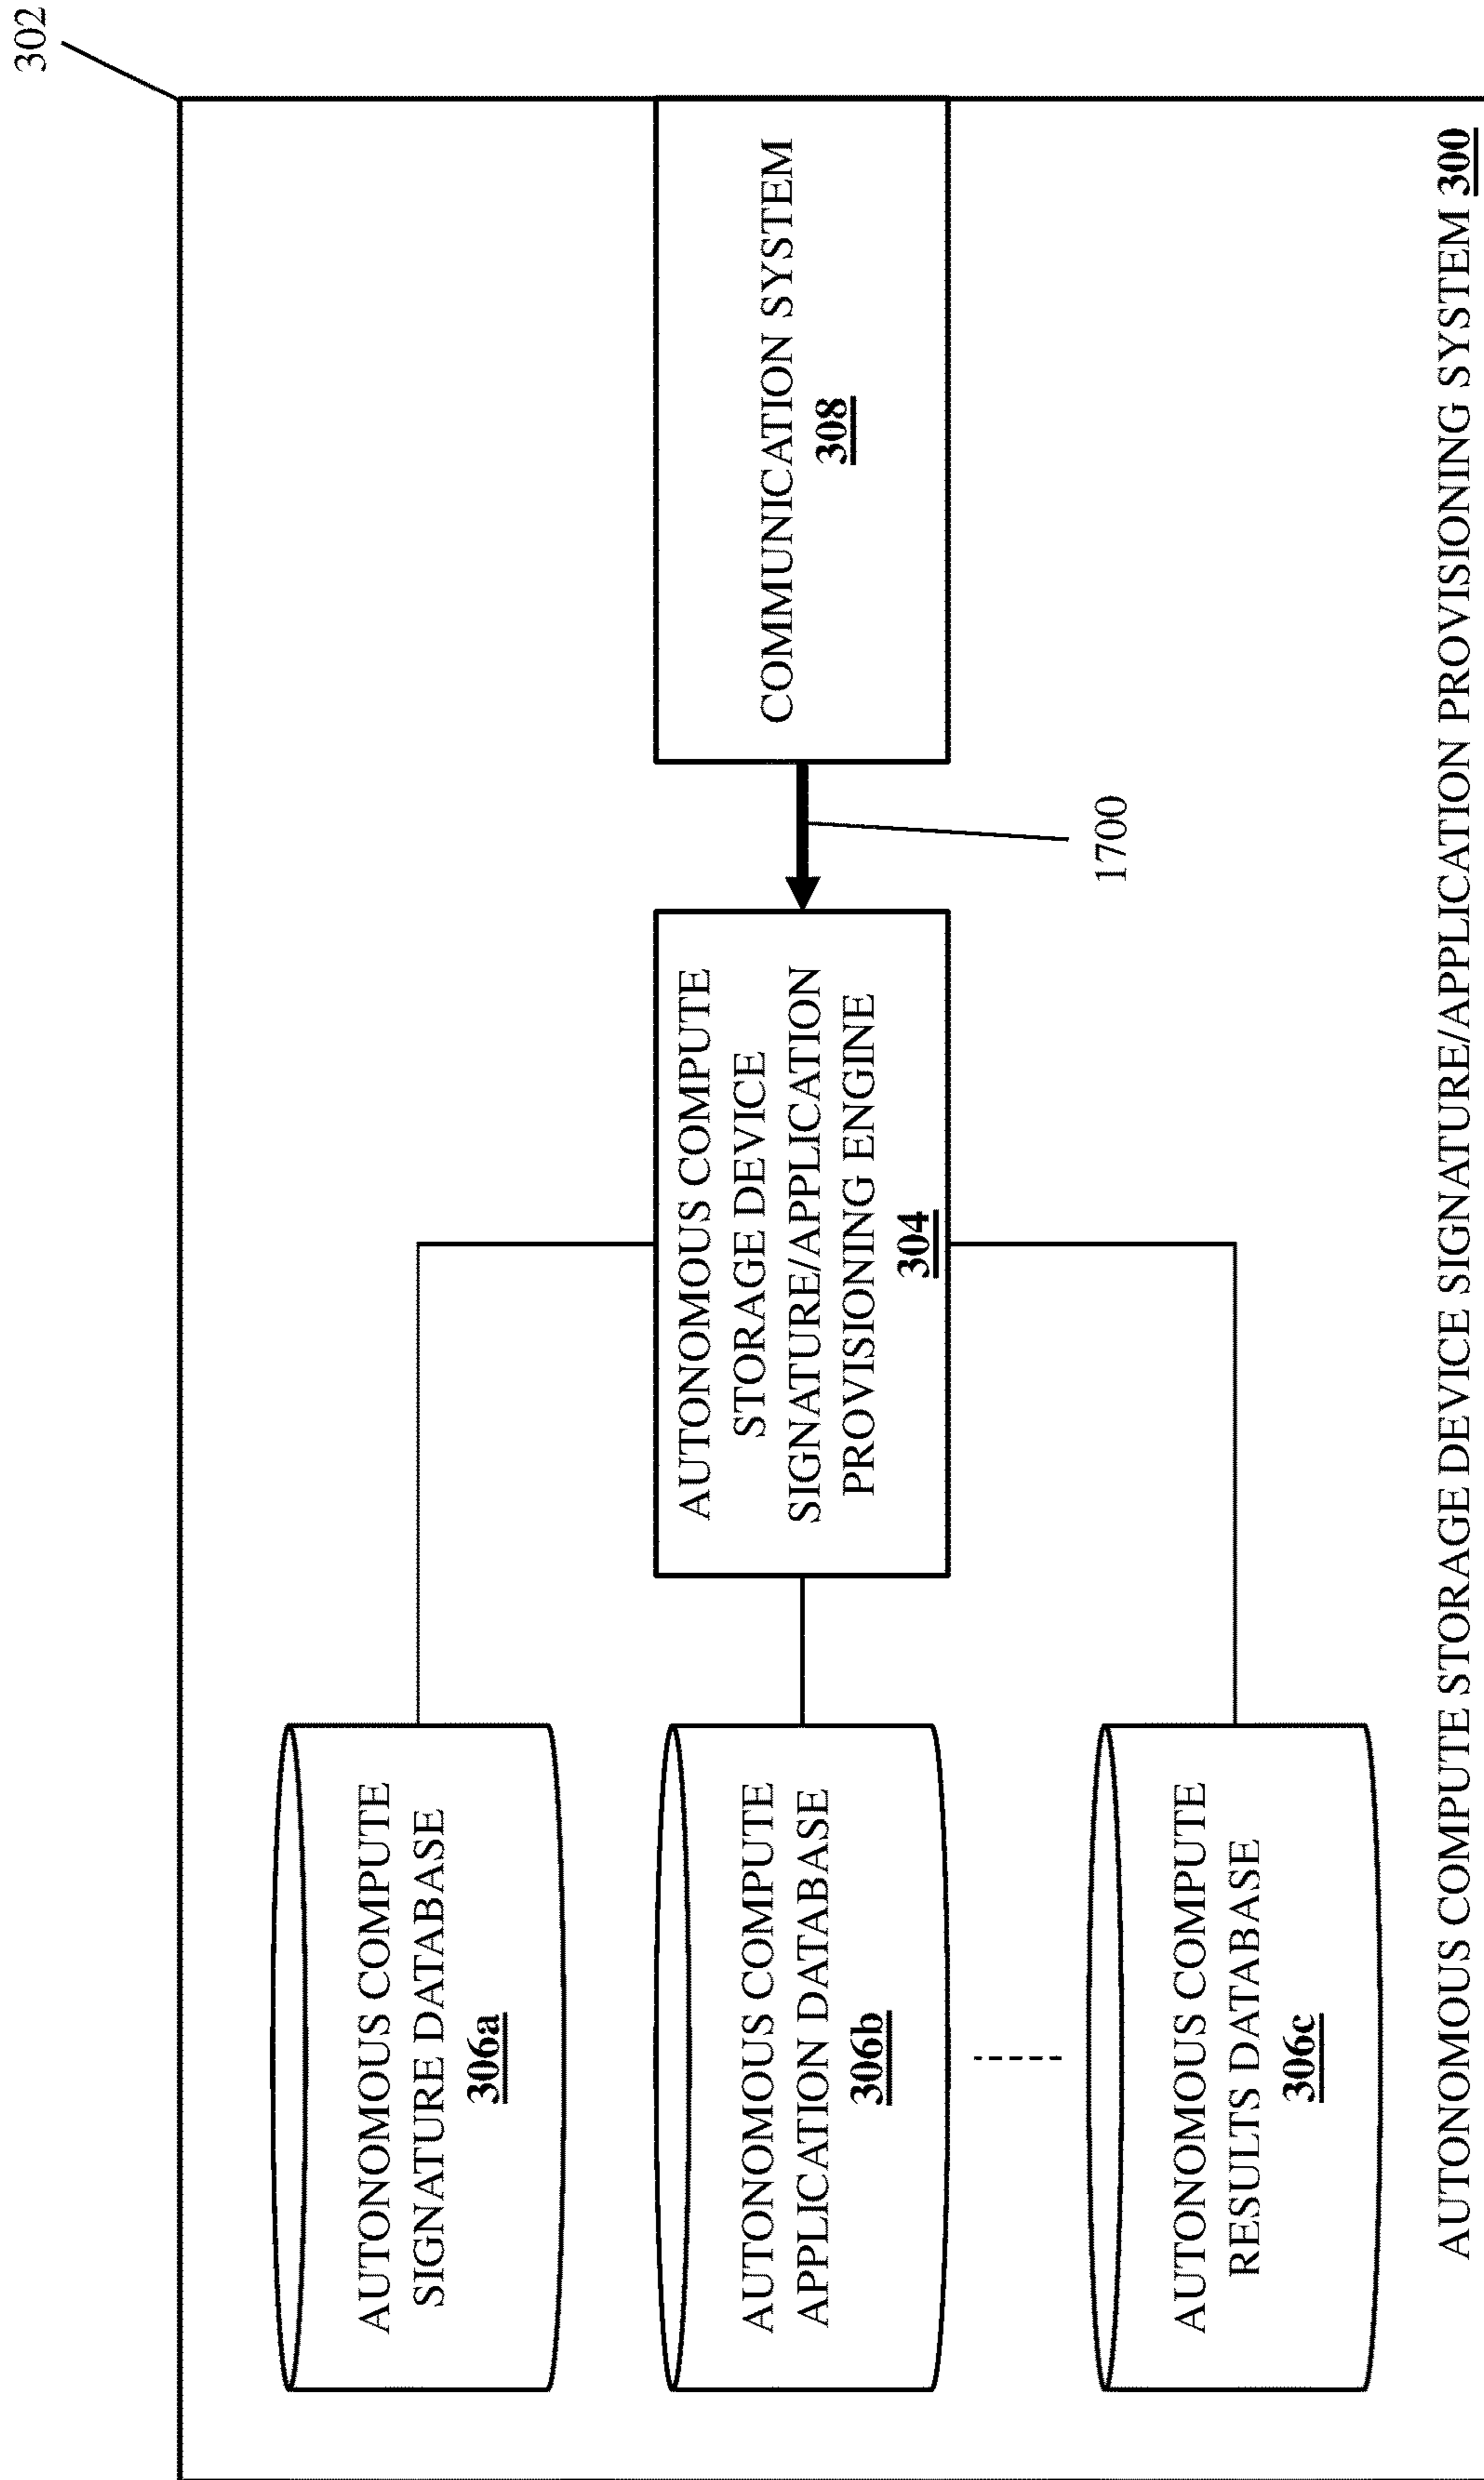 302
AUTONOMOUS COMPUTE
SIGNATURE DATABASE
306a
AUTONOMOUS COMPUTE
APPLICATION DATABASE
306b
AUTONOMOUS COMPUTE
RESULTS DATABASE
306c
AUTONOMOUS COMPUTE
STORAGE DEVICE
SIGNATURE/APPLICATION
PROVISIONING ENGINE
304
1700
COMMUNICATION SYSTEM
308
AUTONOMOUS COMPUTE STORAGE DEVICE SIGNATURE/APPLICATION PROVISIONING SYSTEM 300